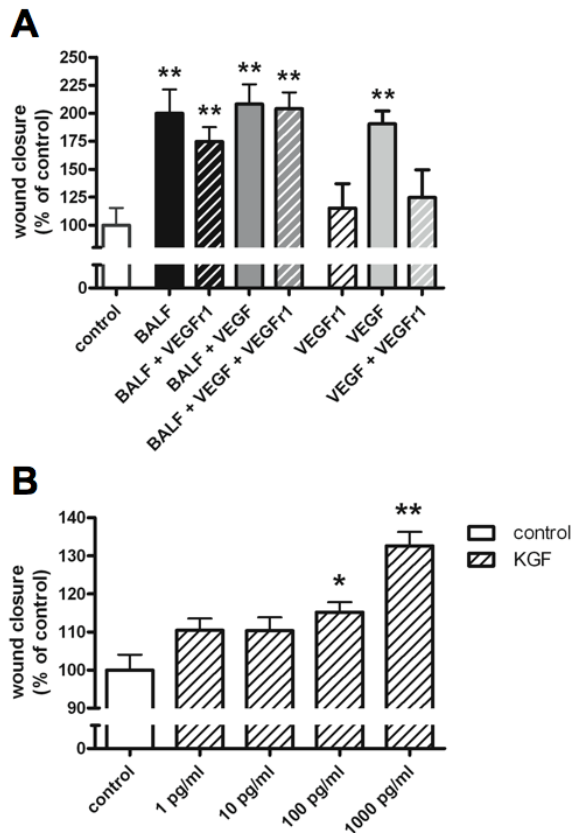 A
wound closure
(% of control)
250
225
200
175
150
125
100
0
** ** ** ** **
control
BALF
BALF + VEGFr1
BALF + VEGF
BALF + VEGF + VEGFr1
VEGFr1
VEGF
VEGF + VEGFr1
B
wound closure
(% of control)
140
130
120
110
100
90
0
*
**
control
KGF
control
1 pg/ml
10 pg/ml
100 pg/ml
1000 pg/ml